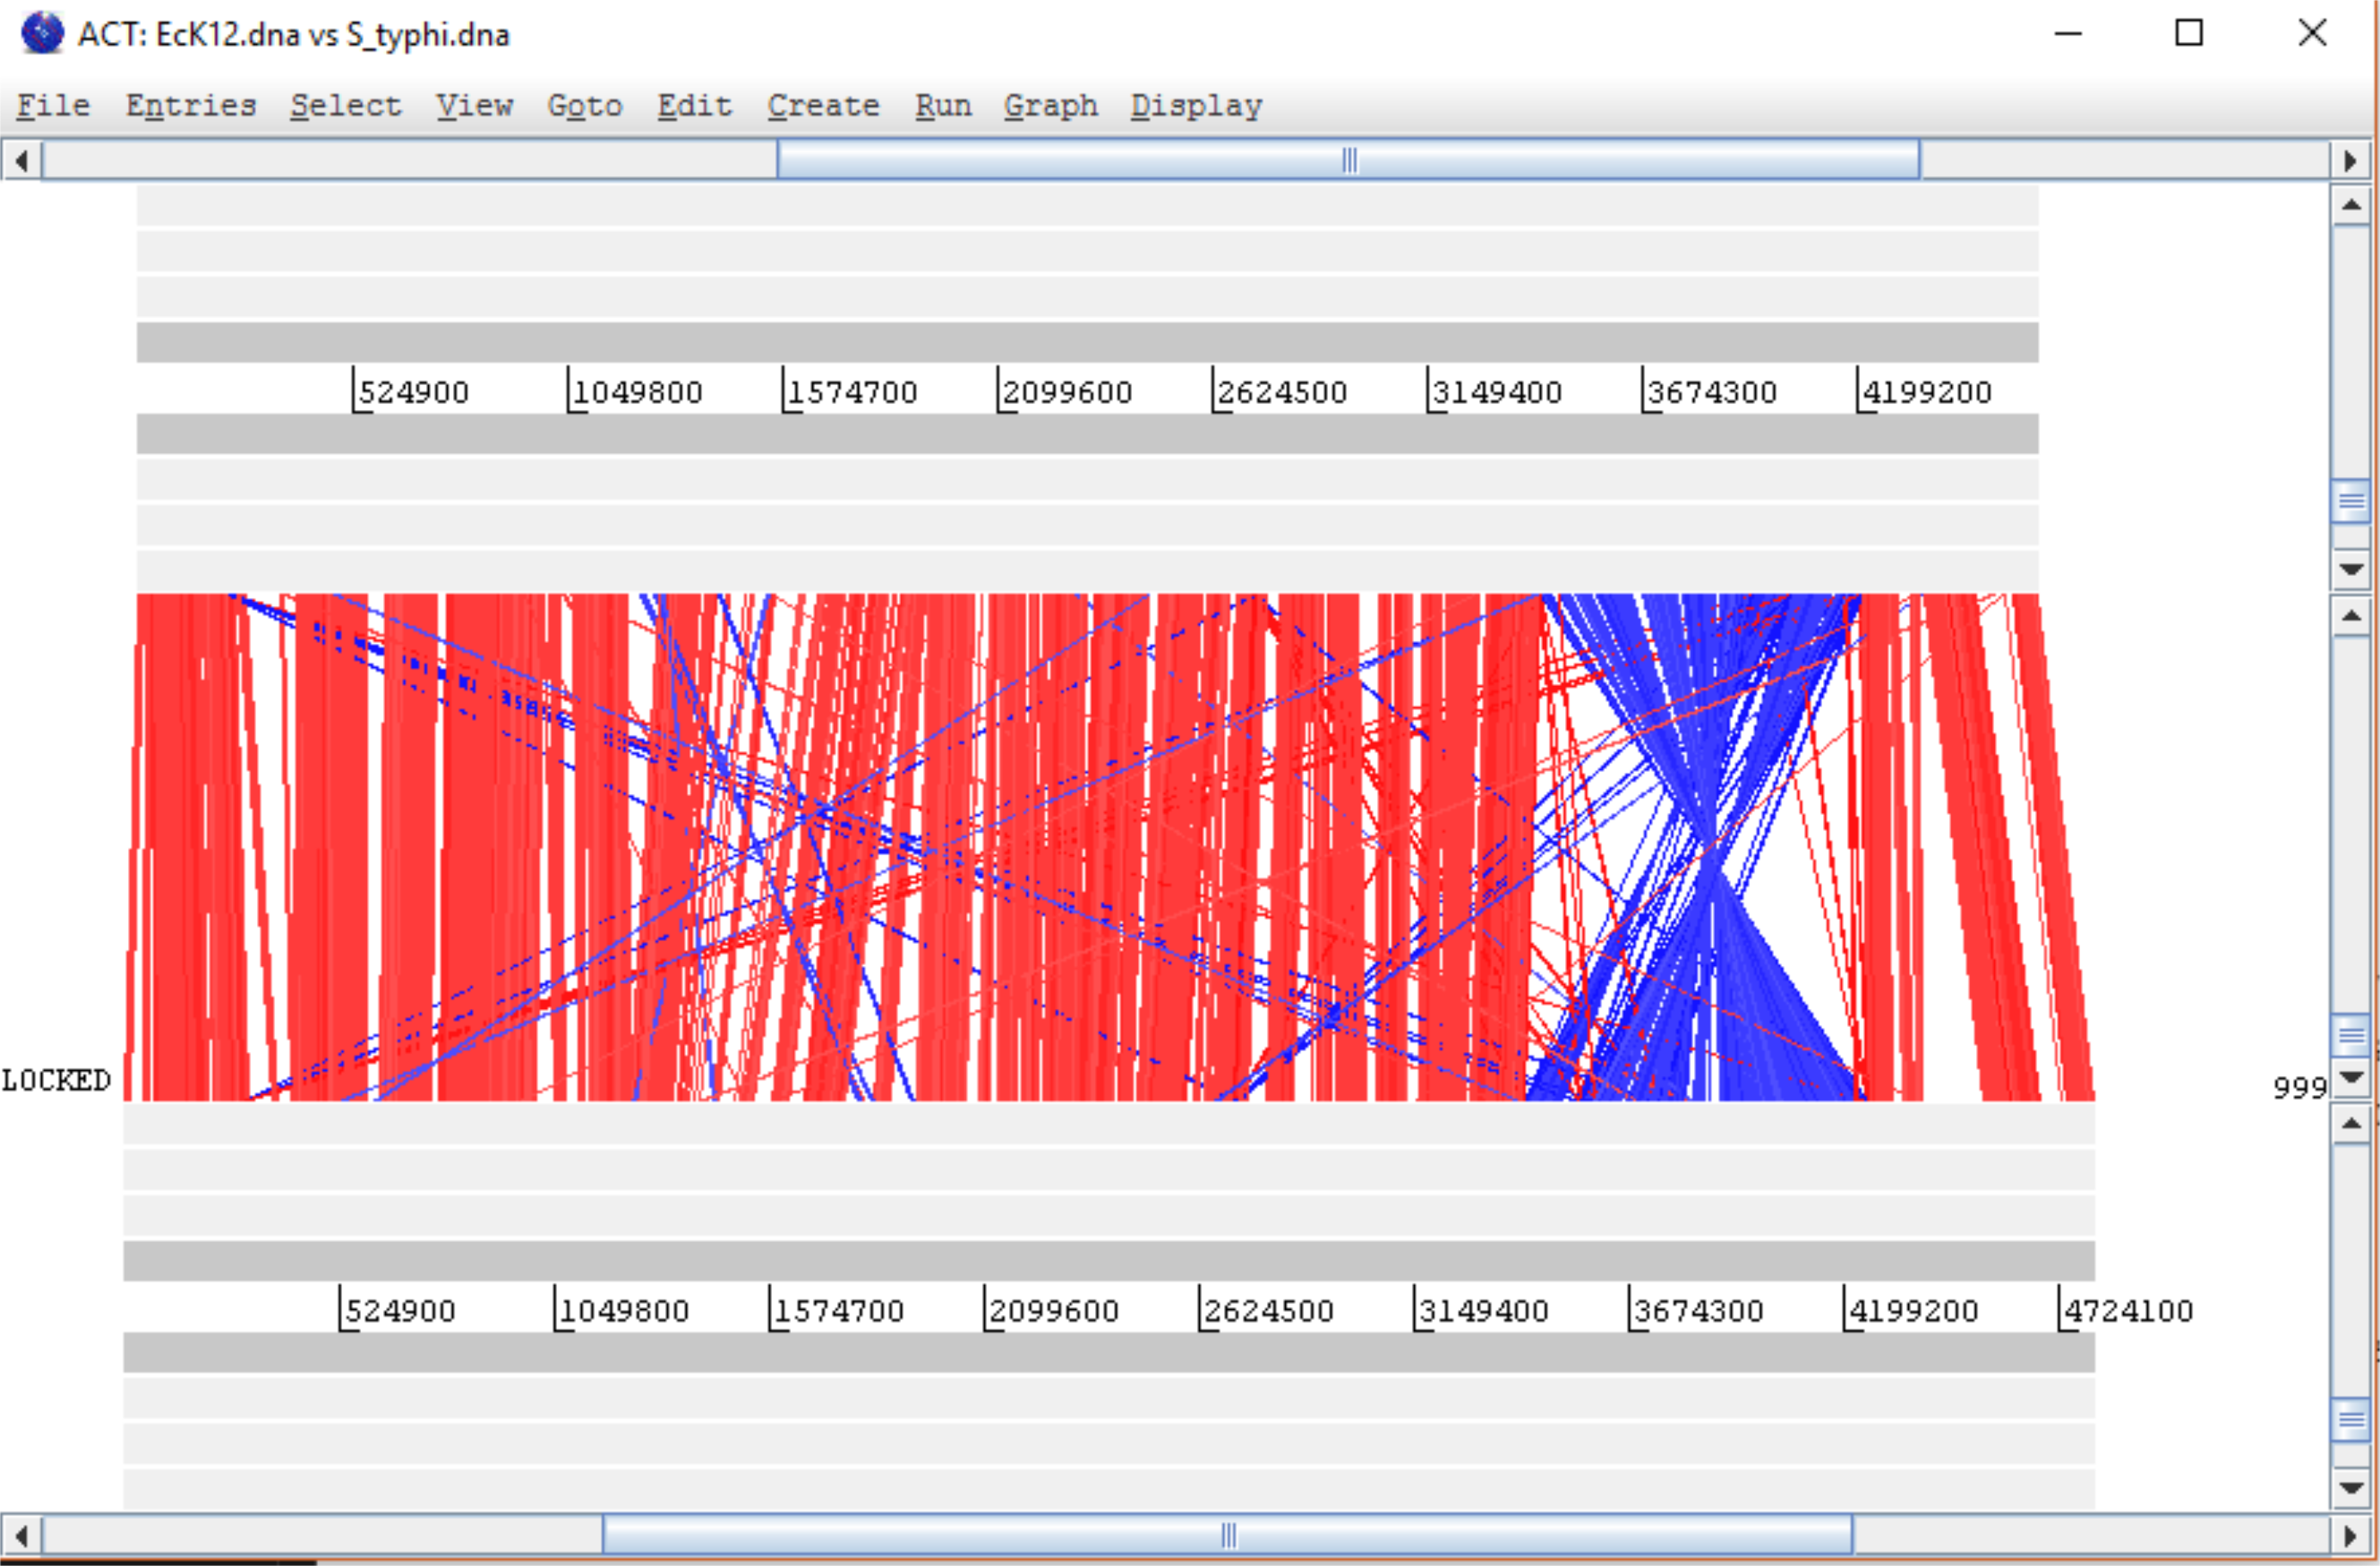 ACT: EcK12.dna vs S_typhi.dna
File Entries Select View Goto Edit Create Run Graph Display
524900 1049800 1574700 2099600 2624500 3149400 3674300 4199200
LOCKED 999
524900 1049800 1574700 2099600 2624500 3149400 3674300 4199200 4724100